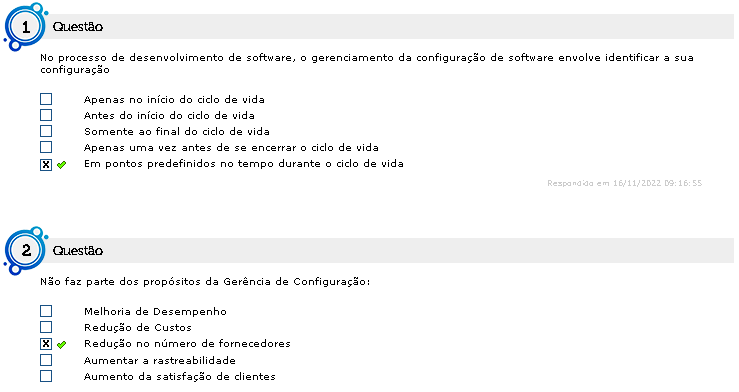 1 Questão
No processo de desenvolvimento de software, o gerenciamento da configuração de software envolve identificar a sua
configuração
Apenas no início do ciclo de vida
Antes do início do ciclo de vida
Somente ao final do ciclo de vida
Apenas uma vez antes de se encerrar o ciclo de vida
X Em pontos predefinidos no tempo durante o ciclo de vida
Respondido em 16/11/2022 09:16:55
2 Questão
Não faz parte dos propósitos da Gerência de Configuração:
Melhoria de Desempenho
Redução de Custos
X Redução no número de fornecedores
Aumentar a rastreabilidade
Aumento da satisfação de clientes